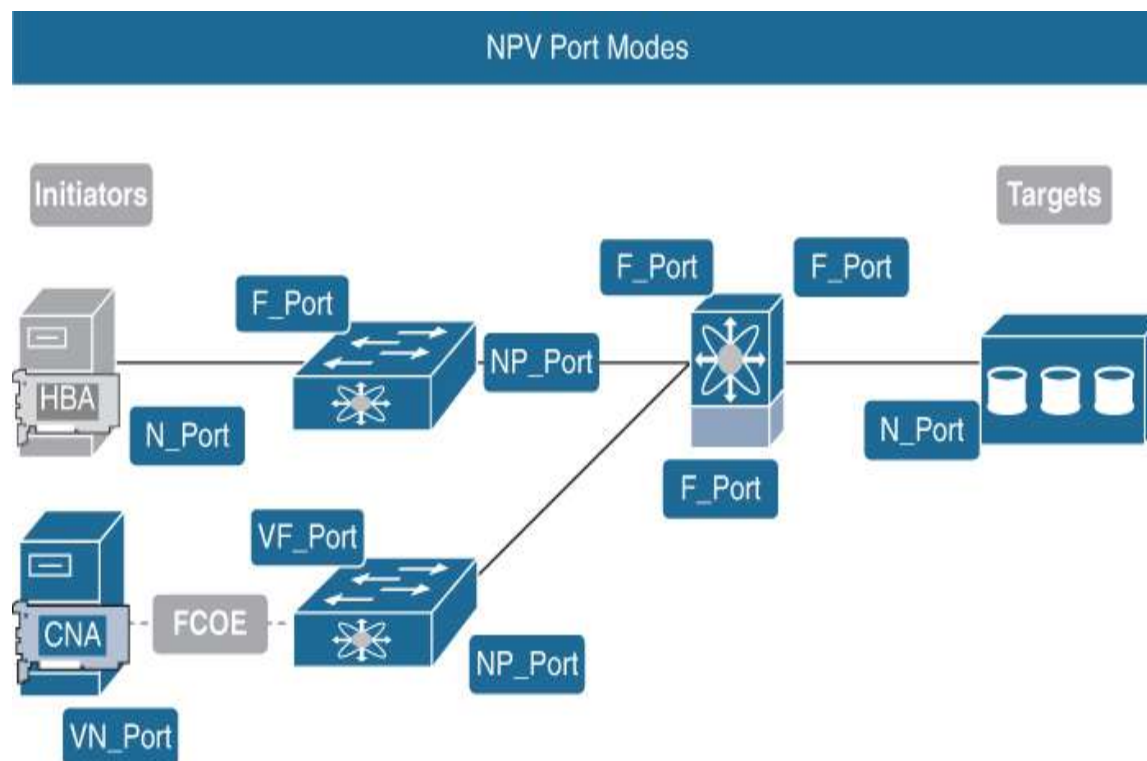 NPV Port Modes
Initiators
Targets
F_Port
F_Port
F_Port
NP_Port
HBA
N_Port
N_Port
F_Port
VF_Port
FCOE
CNA
NP_Port
VN_Port